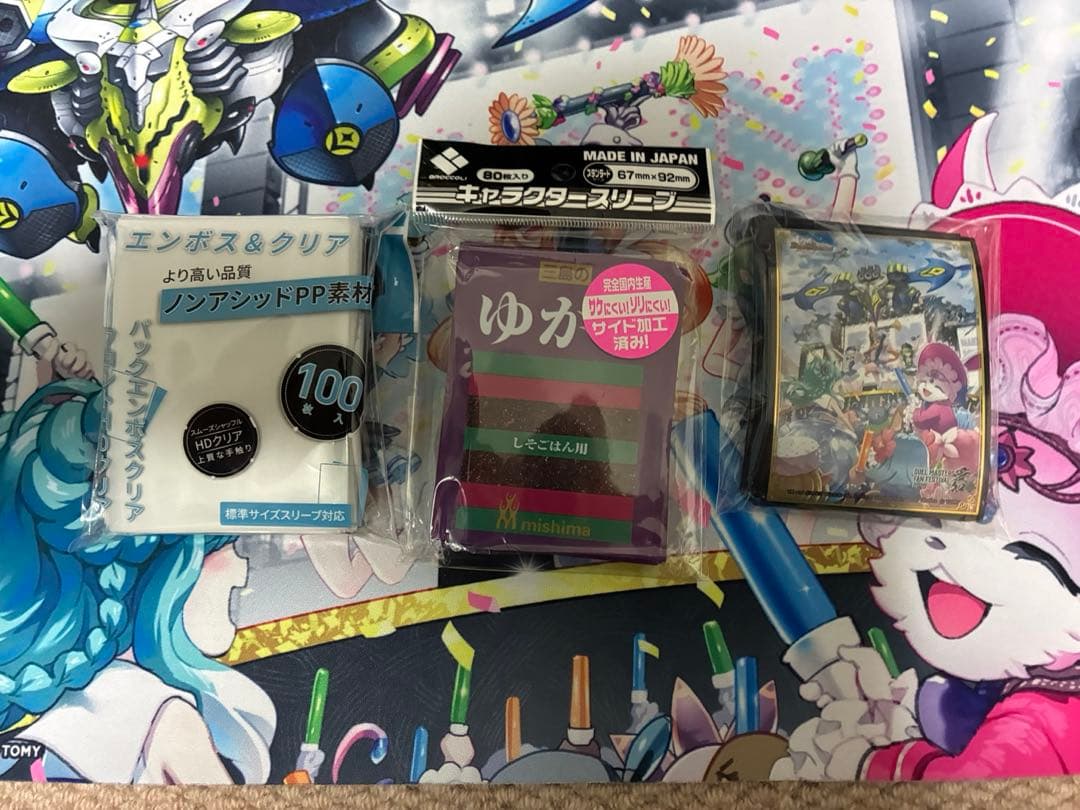 エンボス&クリア
より高い品質
ノンアシッドPP素材
バックエンボスクリア
100
枚入
スムーズシャッフル
HDクリア
上質な手触り
標準サイズスリーブ対応
BROCCOLI
80枚入り
MADE IN JAPAN
スタンダード
67mm×92mm
キャラクタースリーブ
三島の
ゆか
完全国内生産
サケにくい!ソリにくい!
サイド加工
済み!
しそごはん用
mishima
DUEL MASTERS
FAN FESTIVAL
TOMY